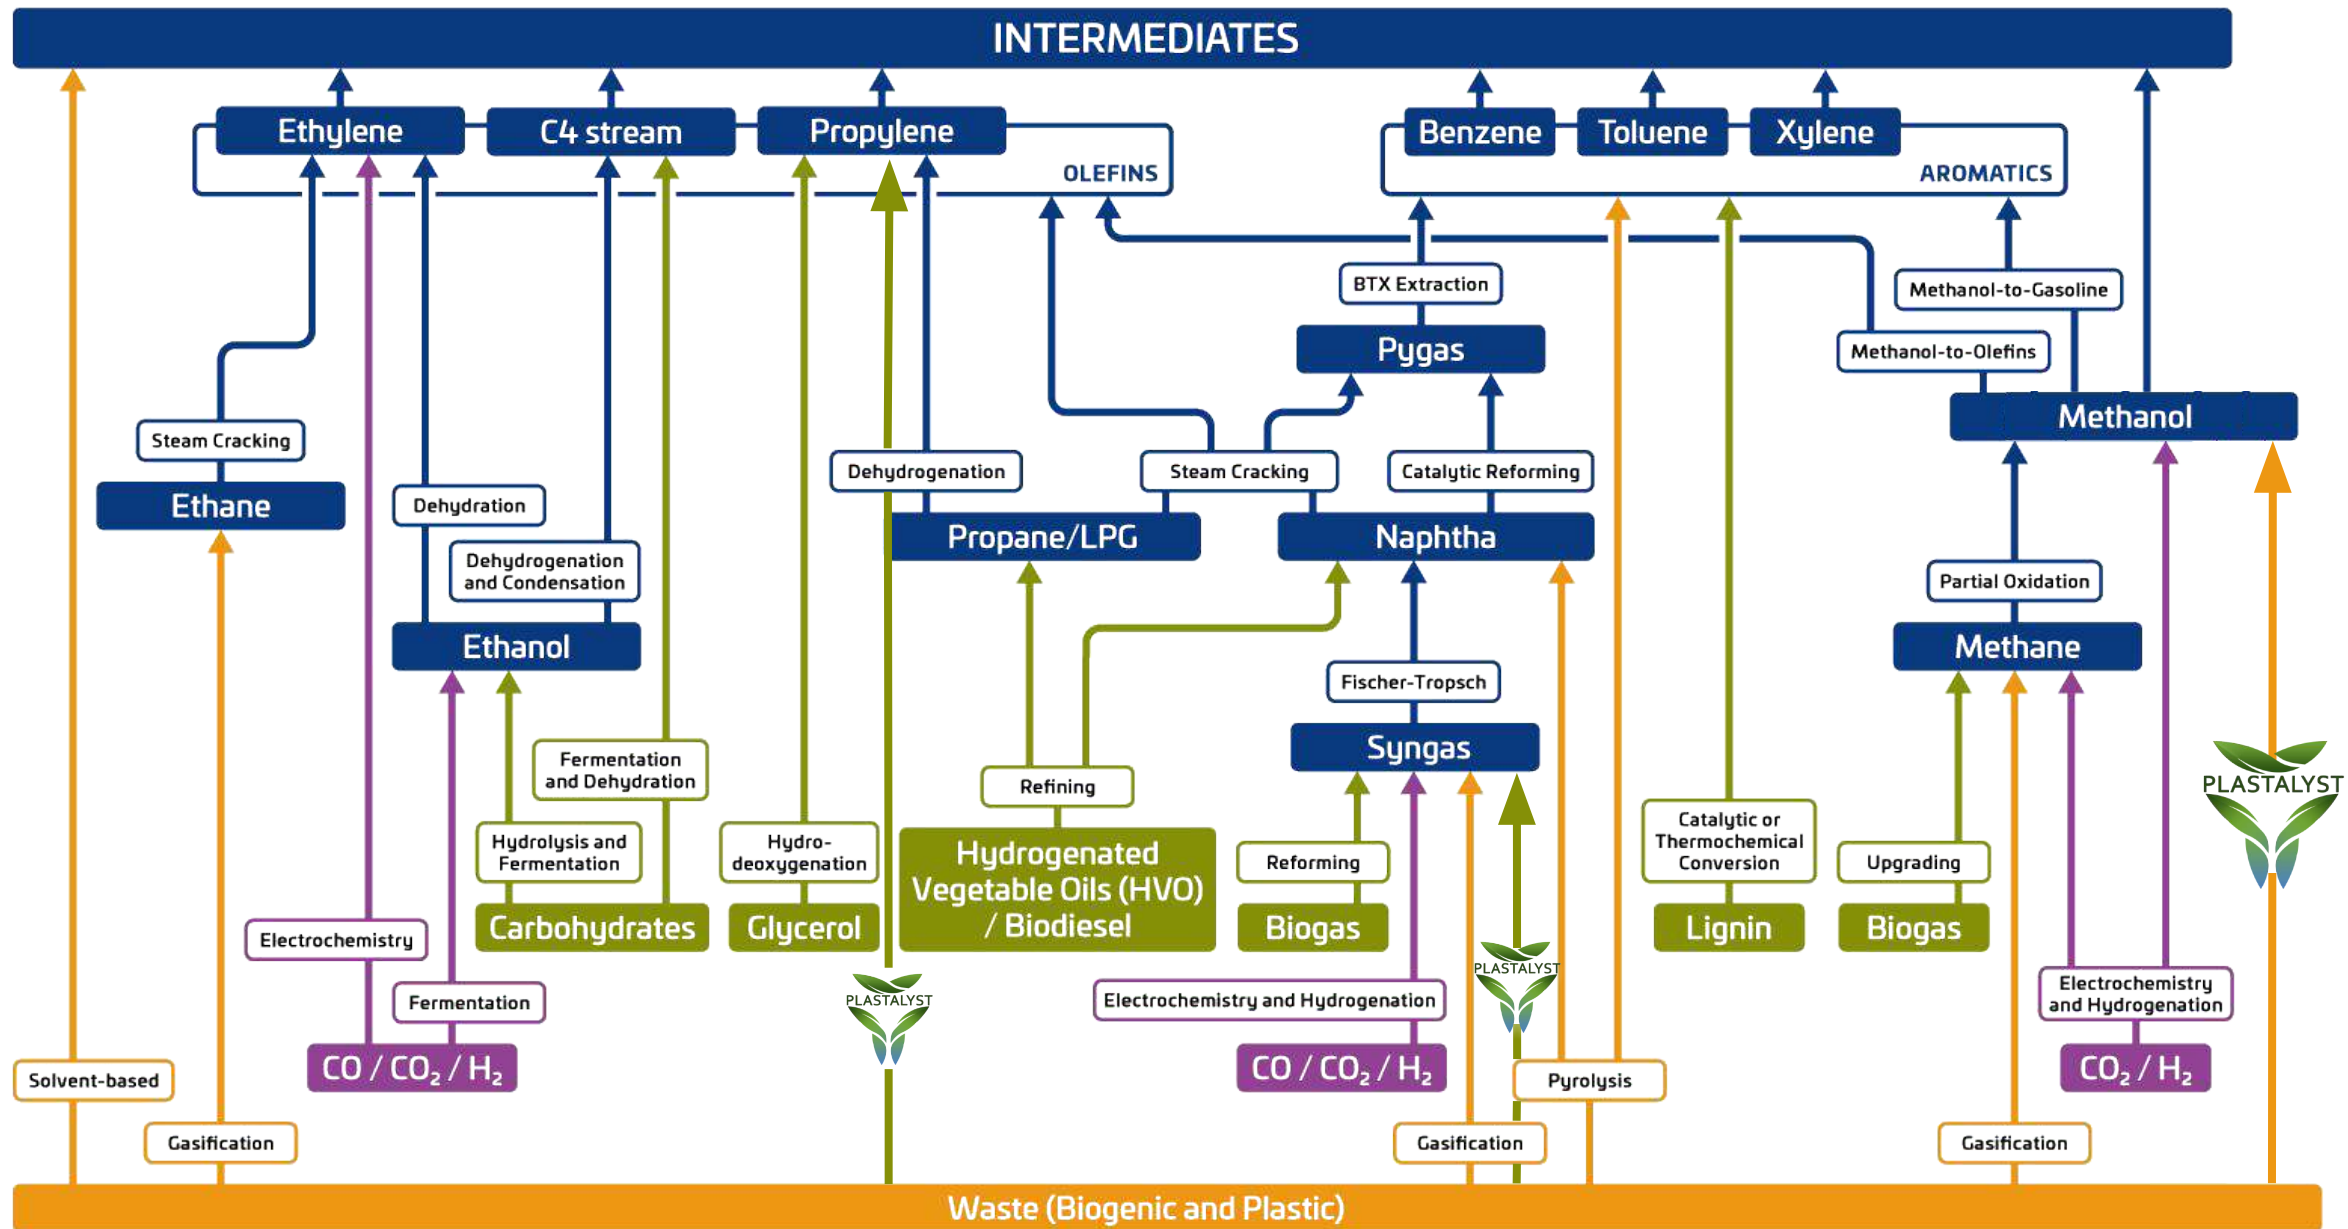 INTERMEDIATES
Ethylene
C4 stream
Propylene
OLEFINS
Benzene
Toluene
Xylene
AROMATICS
BTX Extraction
Methanol-to-Gasoline
Pygas
Methanol-to-Olefins
Methanol
Steam Cracking
Dehydrogenation
Steam Cracking
Catalytic Reforming
Ethane
Dehydration
Propane/LPG
Naphtha
Dehydrogenation
and Condensation
Partial Oxidation
Ethanol
Methane
Fischer-Tropsch
Syngas
Fermentation
and Dehydration
Refining
PLASTALYST
Hydrolysis and
Fermentation
Hydro-
deoxygenation
Hydrogenated
Vegetable Oils (HVO)
/ Biodiesel
Reforming
Catalytic or
Thermochemical
Conversion
Upgrading
Carbohydrates
Glycerol
Biogas
Lignin
Biogas
Electrochemistry
PLASTALYST
Fermentation
PLASTALYST
Electrochemistry and Hydrogenation
Electrochemistry
and Hydrogenation
CO / CO₂ / H₂
CO / CO₂ / H₂
CO₂ / H₂
Solvent-based
Pyrolysis
Gasification
Gasification
Gasification
Waste (Biogenic and Plastic)